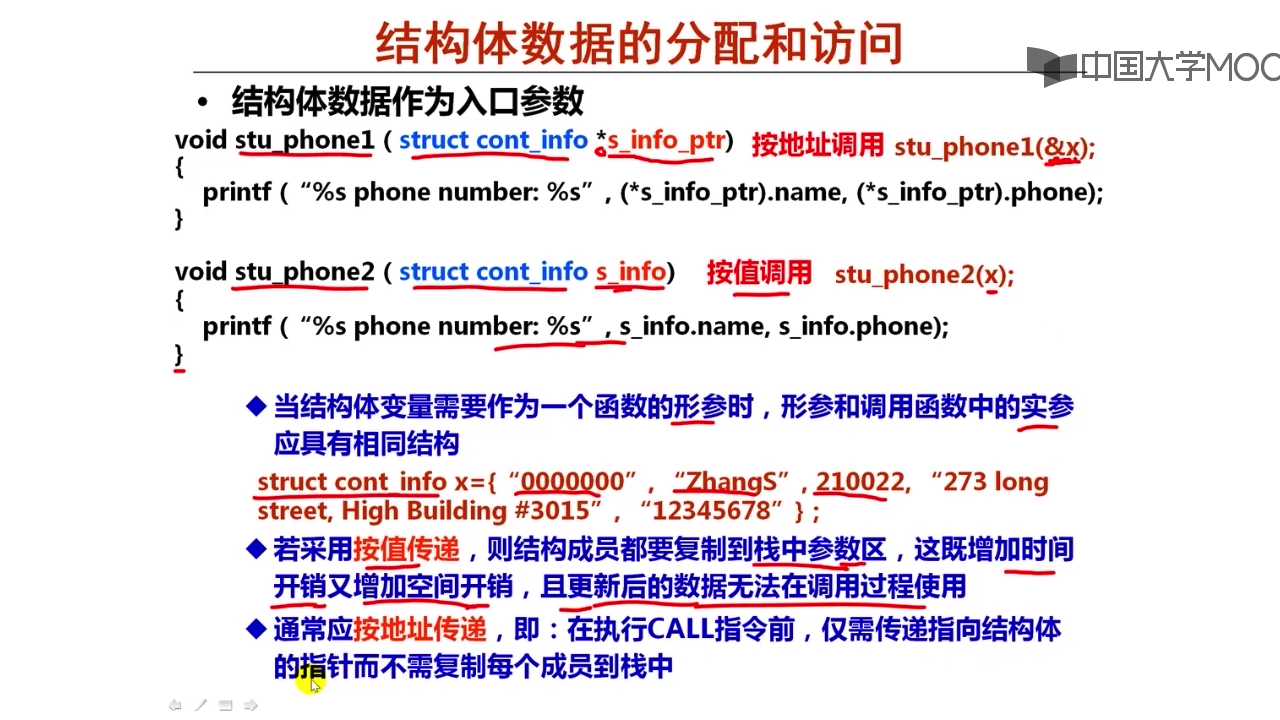 结构体数据的分配和访问
中国大学MOO
• 结构体数据作为入口参数
void stu_phone1 ( struct cont_info *s_info_ptr) 按地址调用 stu_phone1(&x);
{
printf ( “%s phone number: %s” , (*s_info_ptr).name, (*s_info_ptr).phone);
}
void stu_phone2 ( struct cont_info s_info) 按值调用 stu_phone2(x);
{
printf ( “%s phone number: %s” , s_info.name, s_info.phone);
}
◆ 当结构体变量需要作为一个函数的形参时，形参和调用函数中的实参
应具有相同结构
struct cont_info x={ “0000000” , “ZhangS” , 210022, “273 long
street, High Building #3015” , “12345678” } ;
◆ 若采用按值传递，则结构成员都要复制到栈中参数区，这既增加时间
开销又增加空间开销，且更新后的数据无法在调用过程使用
◆ 通常应按地址传递，即：在执行CALL指令前，仅需传递指向结构体
的指针而不需复制每个成员到栈中